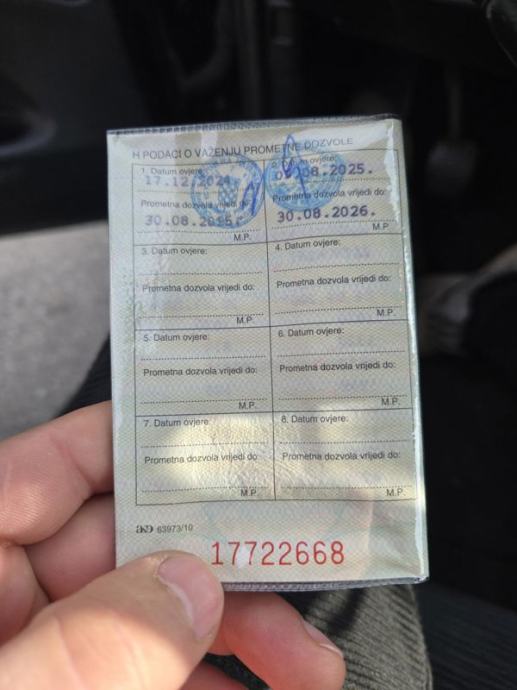 H PODACI O VAŽENJU PROMETNE DOZVOLE
1. Datum ovjere:
17.12.2024.
Prometna dozvola vrijedi do:
30.08.2025.
M.P.
2. Datum ovjere:
08.2025.
Prometna dozvola vrijedi do:
30.08.2026.
M.P.
3. Datum ovjere:
Prometna dozvola vrijedi do:
M.P.
4. Datum ovjere:
Prometna dozvola vrijedi do:
M.P.
5. Datum ovjere:
Prometna dozvola vrijedi do:
M.P.
6. Datum ovjere:
Prometna dozvola vrijedi do:
M.P.
7. Datum ovjere:
Prometna dozvola vrijedi do:
M.P.
8. Datum ovjere:
Prometna dozvola vrijedi do:
M.P.
AKD 63973/10
17722668